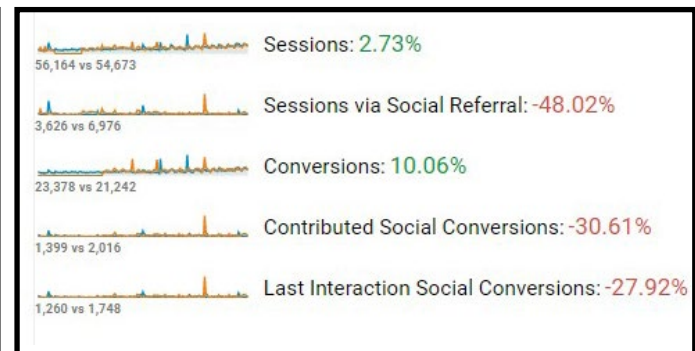 Sessions: 2.73%
56,164 vs 54,673
Sessions via Social Referral: -48.02%
3,626 vs 6,976
Conversions: 10.06%
23,378 vs 21,242
Contributed Social Conversions: -30.61%
1,399 vs 2,016
Last Interaction Social Conversions: -27.92%
1,260 vs 1,748